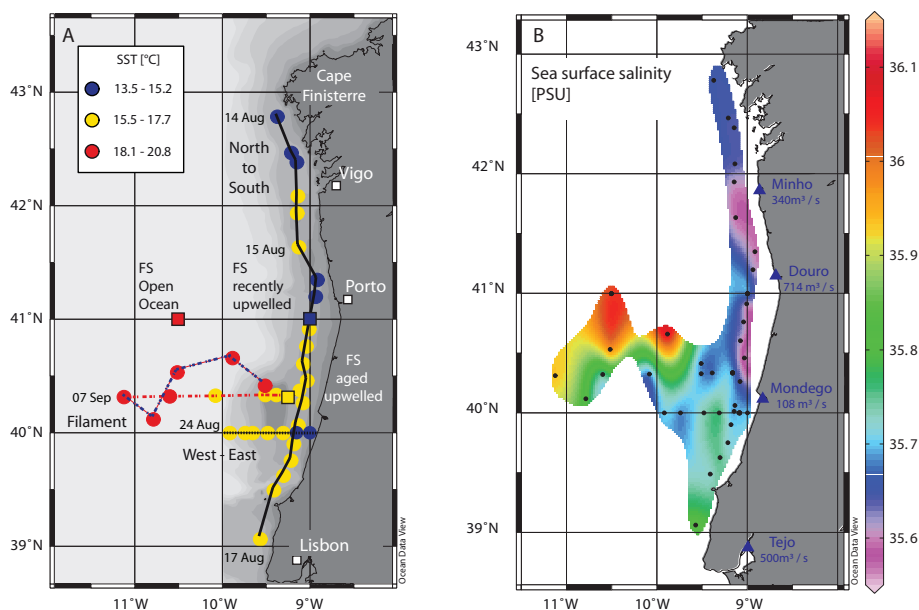 A
SST [°C]
13.5 - 15.2
15.5 - 17.7
18.1 - 20.8
Cape
Finisterre
14 Aug
North
to
South
Vigo
15 Aug
FS
Open
Ocean
FS
recently
upwelled
Porto
FS
aged
upwelled
07 Sep
Filament
24 Aug
West - East
17 Aug
Lisbon
43°N
42°N
41°N
40°N
39°N
11°W
10°W
9°W
Ocean Data View
B
Sea surface salinity
[PSU]
Minho
340m³ / s
Douro
714 m³ / s
Mondego
108 m³ / s
Tejo
500m³ / s
43°N
42°N
41°N
40°N
39°N
11°W
10°W
9°W
Ocean Data View
36.1
36
35.9
35.8
35.7
35.6